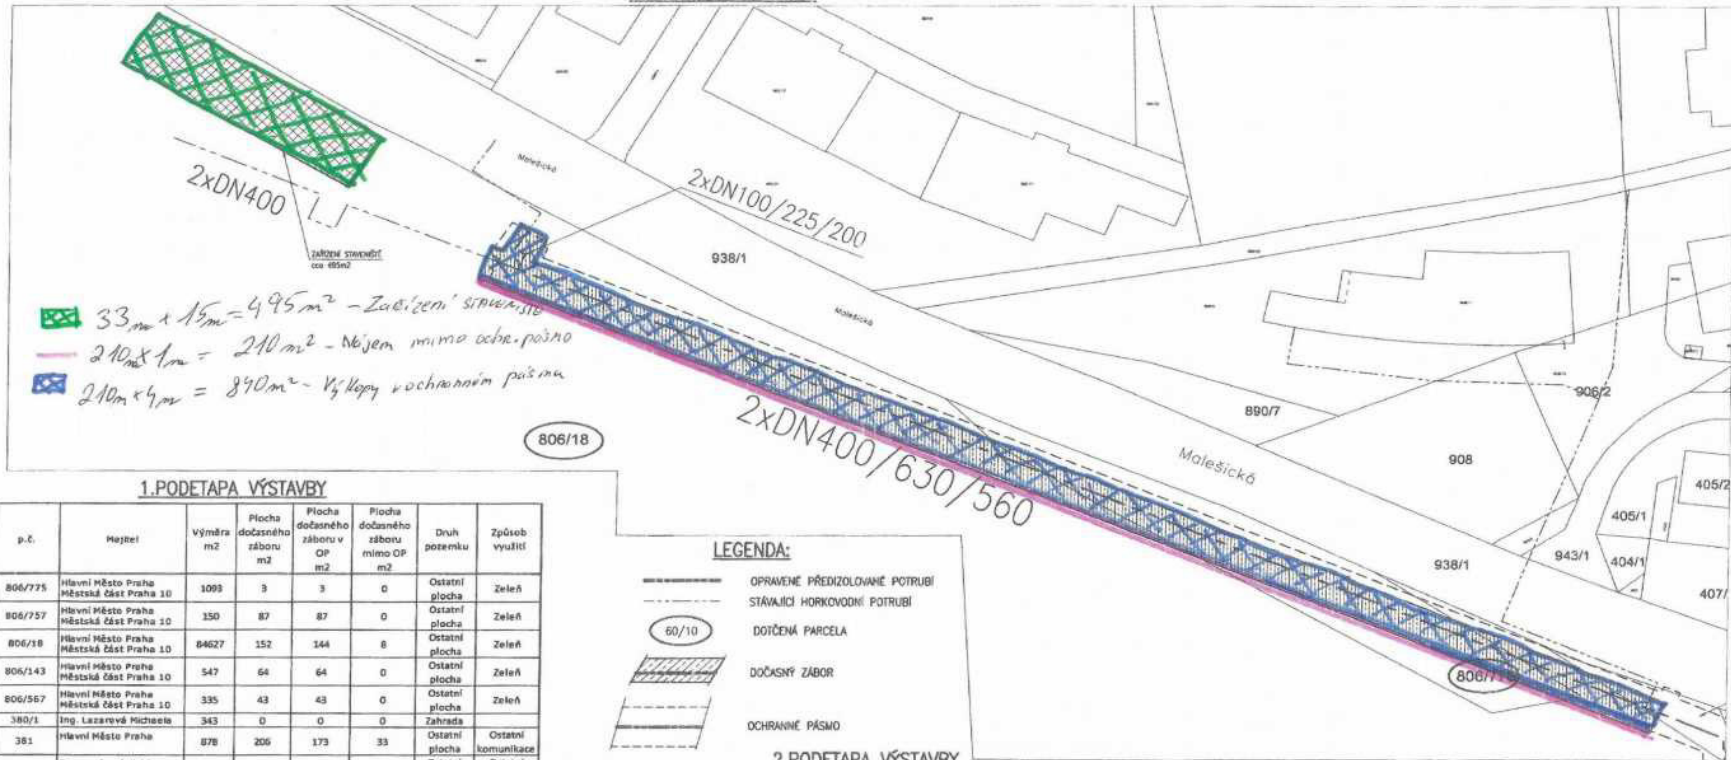 2xDN400
ZAŘÍZENÍ STAVENIŠTĚ
cca 495m2
Malešická
2xDN100/225/200
938/1
Malešická
33m x 15m = 495 m² - Zařízení staveniště
210m x 1m = 210 m² - Nájem mimo ochr. pásmo
210m x 4m = 840 m² - Výkopy v ochranném pásmu
806/18
2xDN400/630/560
890/7
906/2
Malešická
908
405/2
405/1
938/1
943/1
404/1
407/
1.PODETAPA VÝSTAVBY
p.č. Majitel Výměra m2 Plocha dočasného záboru m2 Plocha dočasného záboru v OP m2 Plocha dočasného záboru mimo OP m2 Druh pozemku Způsob využití
806/775 Hlavní Město Praha Městská část Praha 10 1093 3 3 0 Ostatní plocha Zeleň
806/757 Hlavní Město Praha Městská část Praha 10 150 87 87 0 Ostatní plocha Zeleň
806/18 Hlavní Město Praha Městská část Praha 10 84627 152 144 8 Ostatní plocha Zeleň
806/143 Hlavní Město Praha Městská část Praha 10 547 64 64 0 Ostatní plocha Zeleň
806/567 Hlavní Město Praha Městská část Praha 10 335 43 43 0 Ostatní plocha Zeleň
380/1 Ing. Lazarová Michaela 343 0 0 0 Zahrada
381 Hlavní Město Praha 878 206 173 33 Ostatní plocha Ostatní komunikace
LEGENDA:
OPRAVENÉ PŘEDIZOLOVANÉ POTRUBÍ
STÁVAJÍCÍ HORKOVODNÍ POTRUBÍ
60/10 DOTČENÁ PARCELA
DOČASNÝ ZÁBOR
OCHRANNÉ PÁSMO
2.PODETAPA VÝSTAVBY